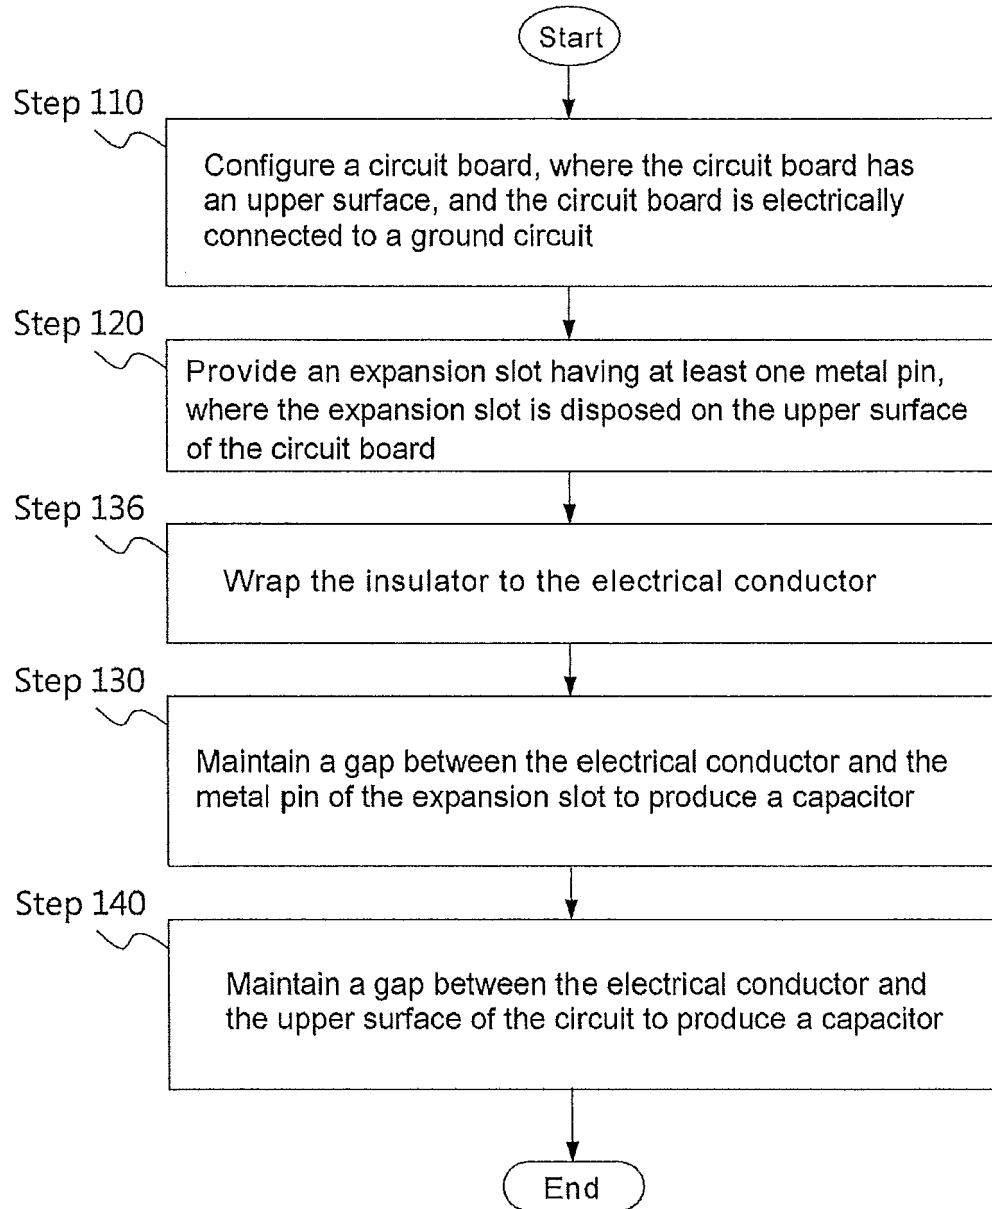 Start
Step 110
Configure a circuit board, where the circuit board has
an upper surface, and the circuit board is electrically
connected to a ground circuit
Step 120
Provide an expansion slot having at least one metal pin,
where the expansion slot is disposed on the upper surface
of the circuit board
Step 136
Wrap the insulator to the electrical conductor
Step 130
Maintain a gap between the electrical conductor and the
metal pin of the expansion slot to produce a capacitor
Step 140
Maintain a gap between the electrical conductor and
the upper surface of the circuit to produce a capacitor
End